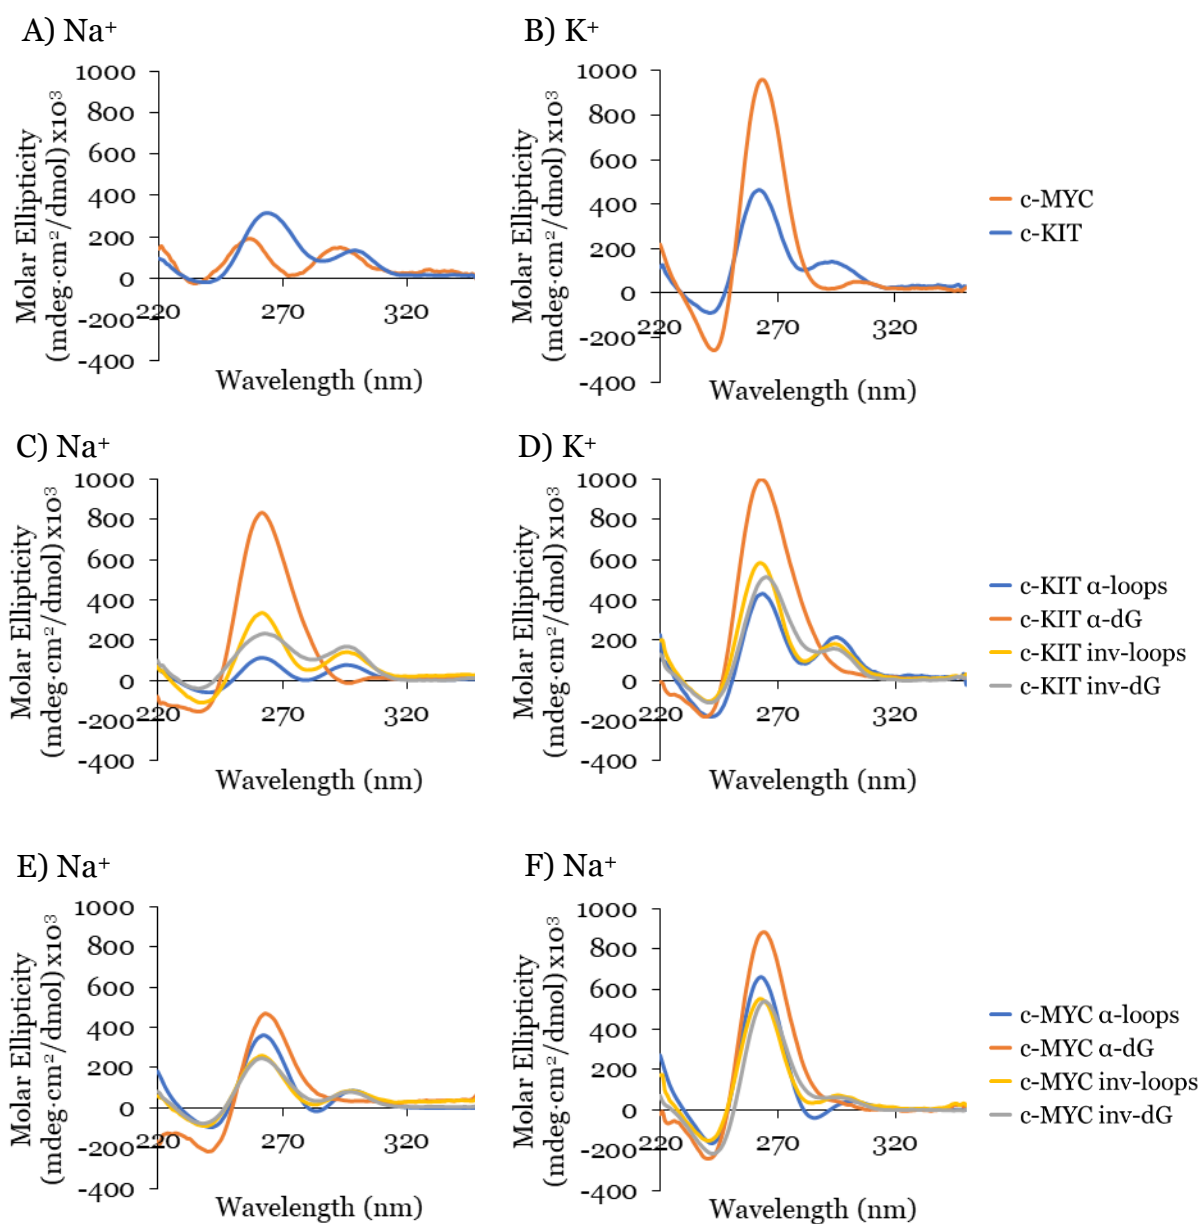 A) Na⁺
B) K⁺
Molar Ellipticity
(mdeg·cm²/dmol) x10³
1000
800
600
400
200
0
-200
-400
220
270
320
Wavelength (nm)
Molar Ellipticity
(mdeg·cm²/dmol) x10³
1000
800
600
400
200
0
-200
-400
220
270
320
Wavelength (nm)
c-MYC
c-KIT
C) Na⁺
D) K⁺
Molar Ellipticity
(mdeg·cm²/dmol) x10³
1000
800
600
400
200
0
-200
-400
220
270
320
Wavelength (nm)
Molar Ellipticity
(mdeg·cm²/dmol) x10³
1000
800
600
400
200
0
-200
-400
220
270
320
Wavelength (nm)
c-KIT α-loops
c-KIT α-dG
c-KIT inv-loops
c-KIT inv-dG
E) Na⁺
F) Na⁺
Molar Ellipticity
(mdeg·cm²/dmol) x10³
1000
800
600
400
200
0
-200
-400
220
270
320
Wavelength (nm)
Molar Ellipticity
(mdeg·cm²/dmol) x10³
1000
800
600
400
200
0
-200
-400
220
270
320
Wavelength (nm)
c-MYC α-loops
c-MYC α-dG
c-MYC inv-loops
c-MYC inv-dG